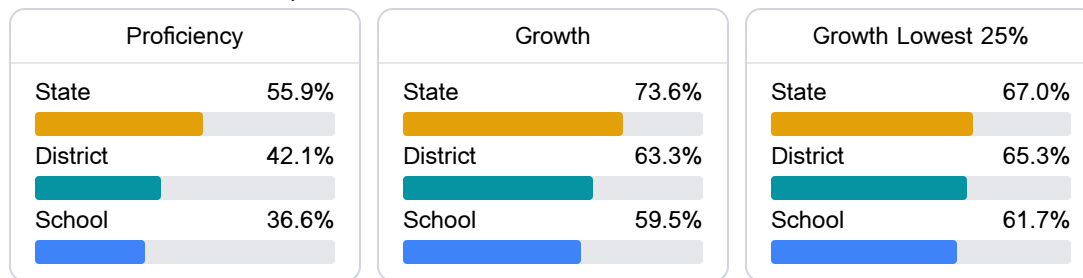 Proficiency
State 55.9%
District 42.1%
School 36.6%
Growth
State 73.6%
District 63.3%
School 59.5%
Growth Lowest 25%
State 67.0%
District 65.3%
School 61.7%